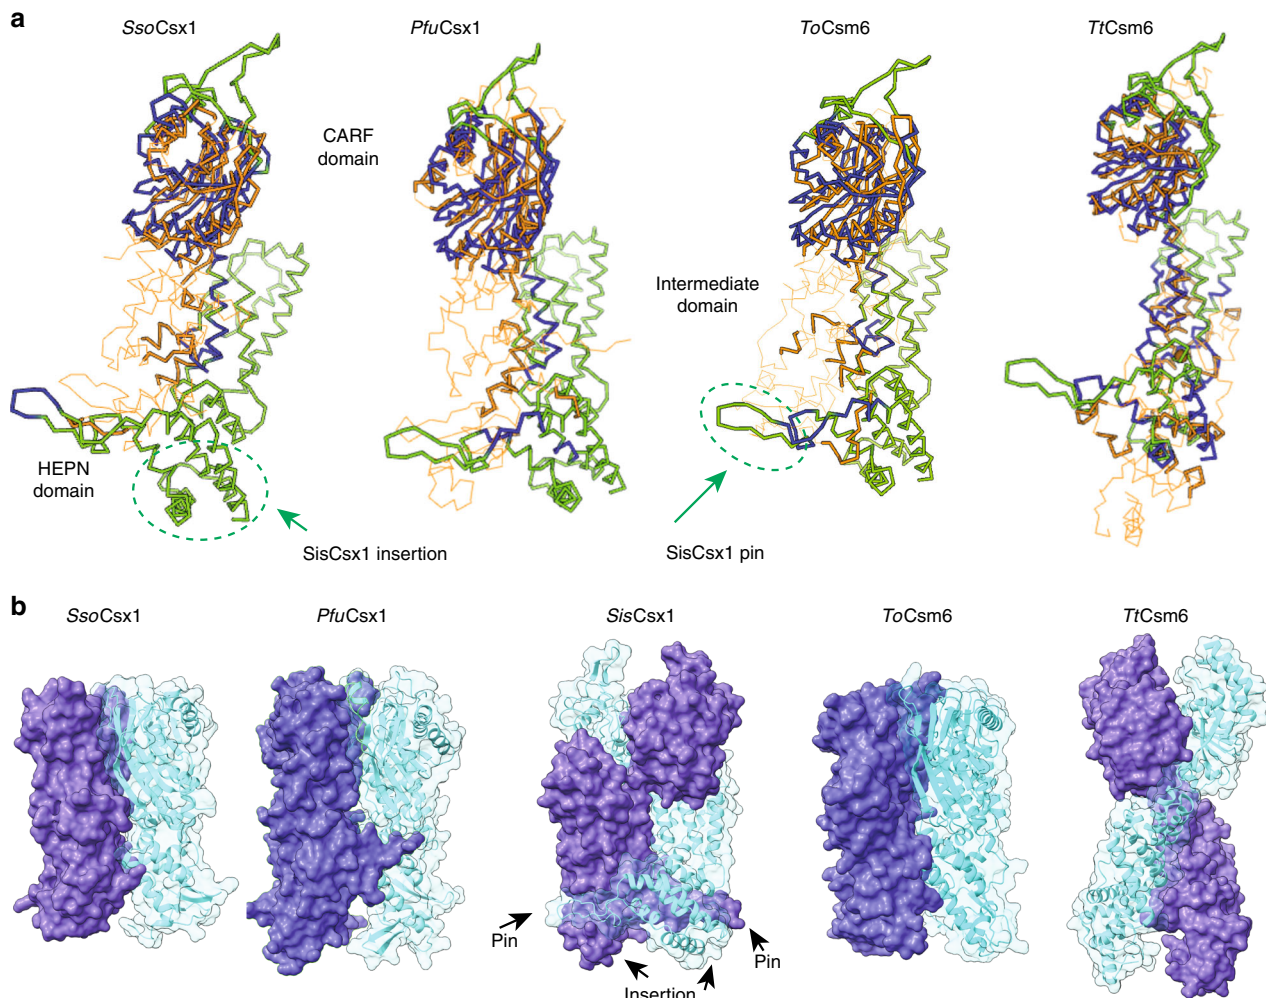 a
SsoCsx1
PfuCsx1
ToCsm6
TtCsm6
CARF
domain
Intermediate
domain
HEPN
domain
SisCsx1 insertion
SisCsx1 pin
b
SsoCsx1
PfuCsx1
SisCsx1
ToCsm6
TtCsm6
Pin
Pin
Insertion